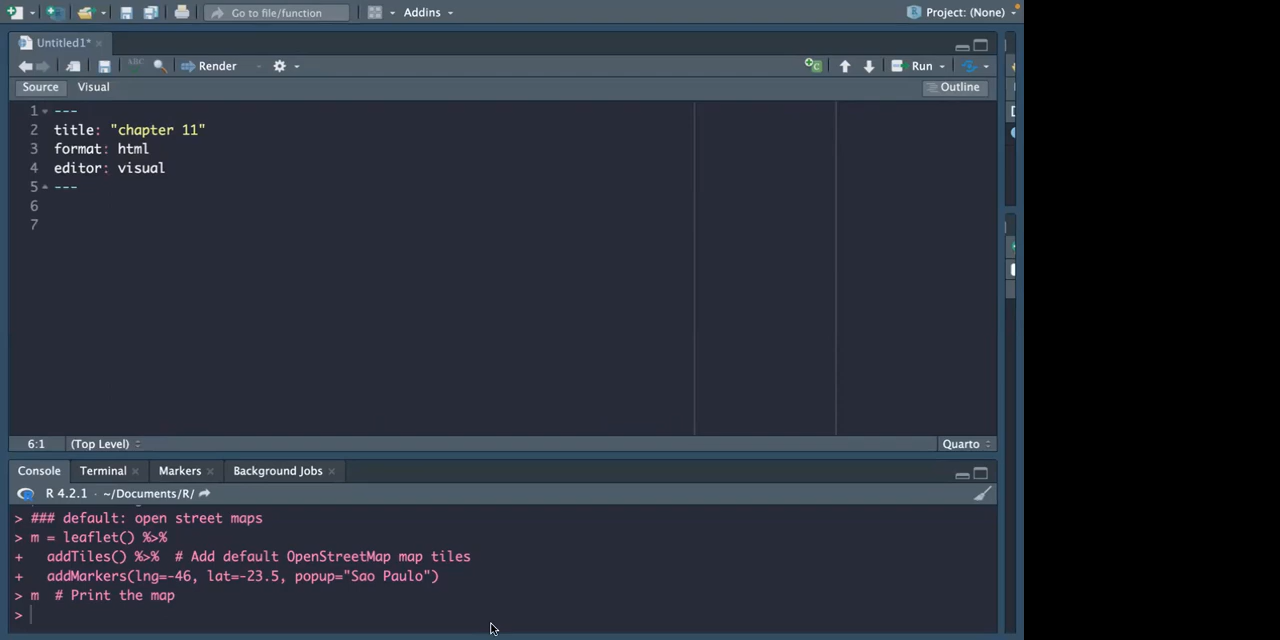 Go to file/function
Addins
Project: (None)
Untitled1*
ABC
Render
Run
Source
Visual
Outline
1 ---
2 title: "chapter 11"
3 format: html
4 editor: visual
5 ---
6
7
6:1
(Top Level)
Quarto
Console
Terminal
Markers
Background Jobs
R 4.2.1 · ~/Documents/R/
> ### default: open street maps
> m = leaflet() %>%
+   addTiles() %>%  # Add default OpenStreetMap map tiles
+   addMarkers(lng=-46, lat=-23.5, popup="Sao Paulo")
> m  # Print the map
>